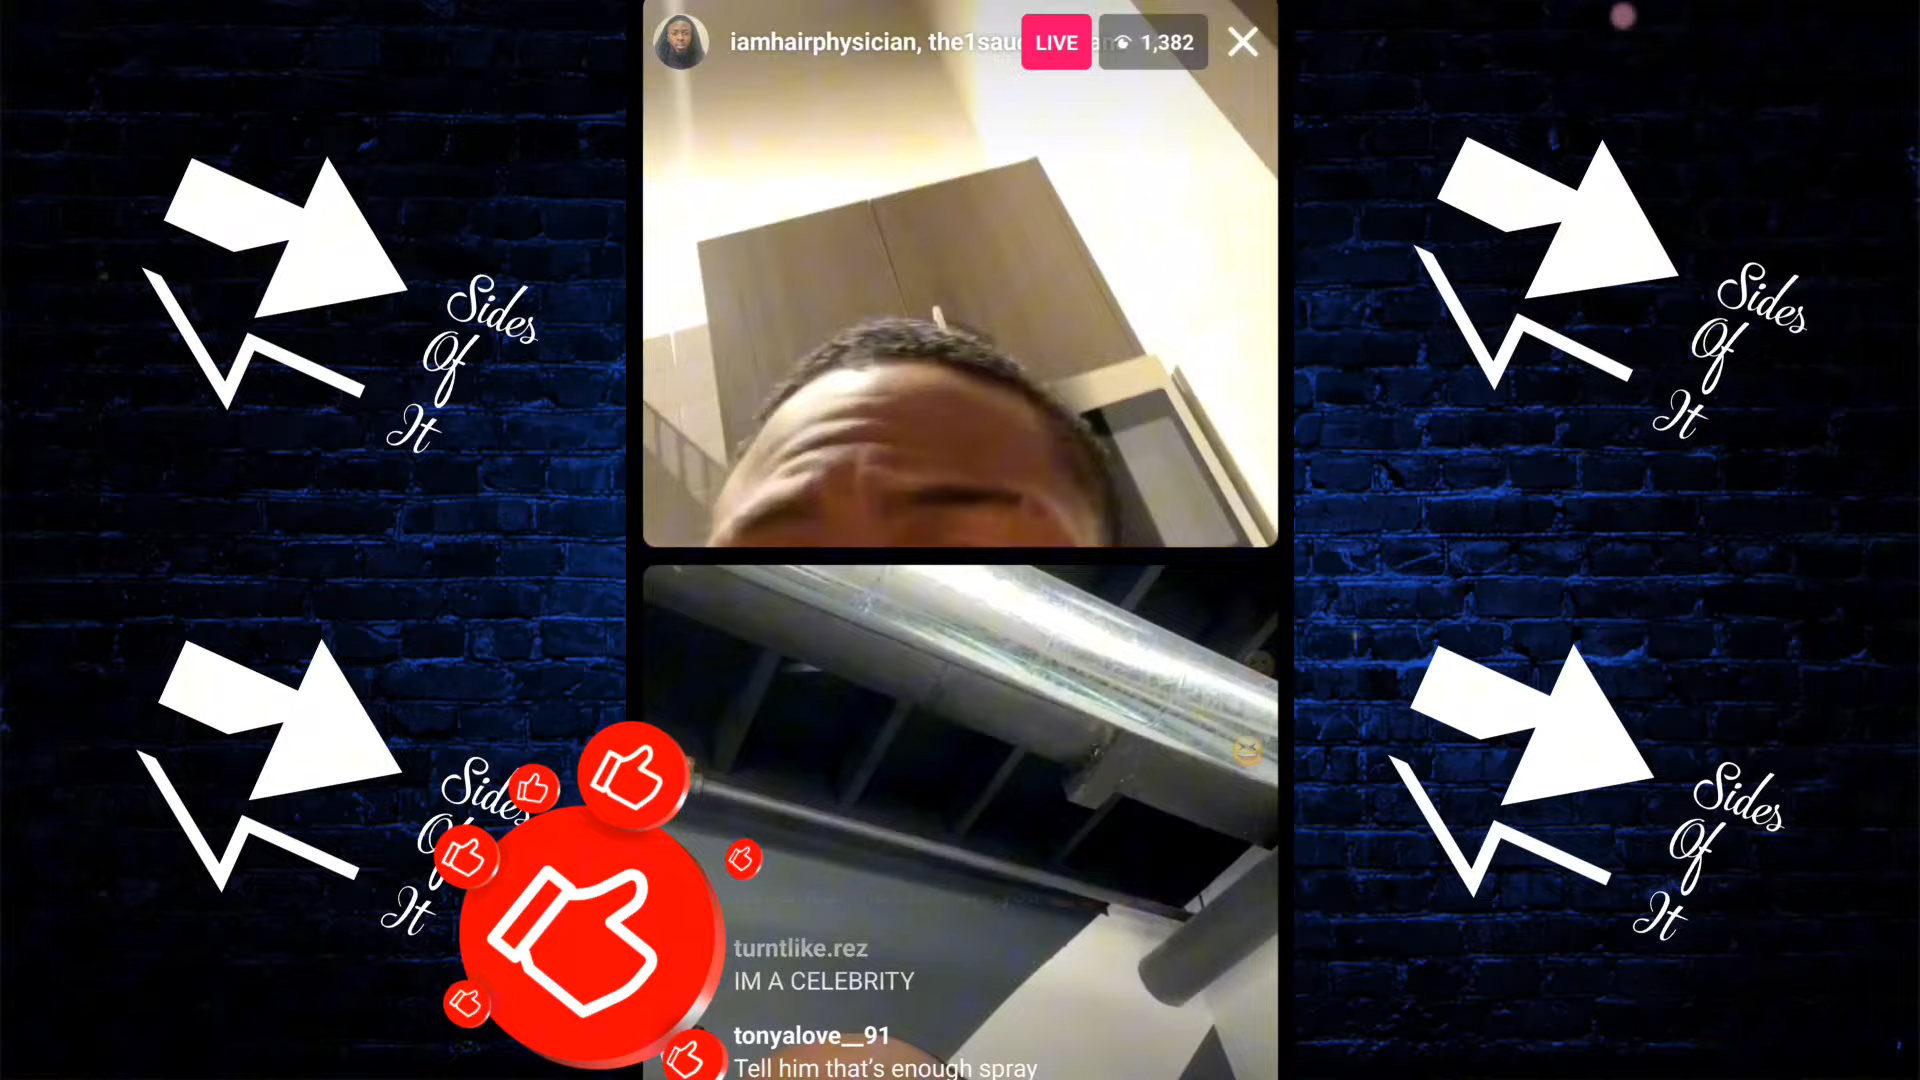 iamhairphysician, the1sau
LIVE
1,382
Sides
Of
It
Sides
Of
It
Sides
It
Sides
Of
It
turntlike.rez
IM A CELEBRITY
tonyalove__91
Tell him that's enough spray